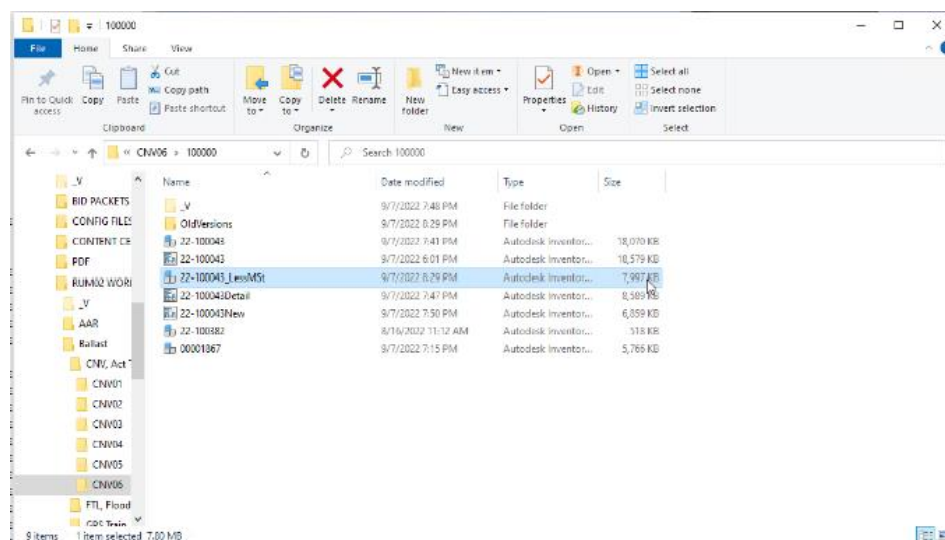 100000
File Home Share View
Pin to Quick access
Copy
Paste
Cut
Copy path
Paste shortcut
Clipboard
Move to
Copy to
Delete
Rename
Organize
New folder
New item
Easy access
New
Properties
Open
Edit
History
Open
Select all
Select none
Invert selection
Select
« CNV06 > 100000
Search 100000
_V
BID PACKETS
CONFIG FILES
CONTENT CE
PDF
RUM02 WORK
_V
AAR
Ballast
CNV, Act T
CNV01
CNV02
CNV03
CNV04
CNV05
CNV06
FTL, Flood
Name Date modified Type Size
_V 9/7/2022 7:48 PM File folder
OldVersions 9/7/2022 8:29 PM File folder
22-100043 9/7/2022 7:41 PM Autodesk Inventor... 18,070 KB
22-100043 9/7/2022 6:01 PM Autodesk Inventor... 18,579 KB
22-100043_LessMSt 9/7/2022 8:29 PM Autodesk Inventor... 7,997 KB
22-100043Detail 9/7/2022 7:47 PM Autodesk Inventor... 8,589 KB
22-100043New 9/7/2022 7:50 PM Autodesk Inventor... 6,859 KB
22-100382 8/16/2022 11:12 AM Autodesk Inventor... 518 KB
00001867 9/7/2022 7:15 PM Autodesk Inventor... 5,766 KB
9 items 1 item selected 7.80 MB